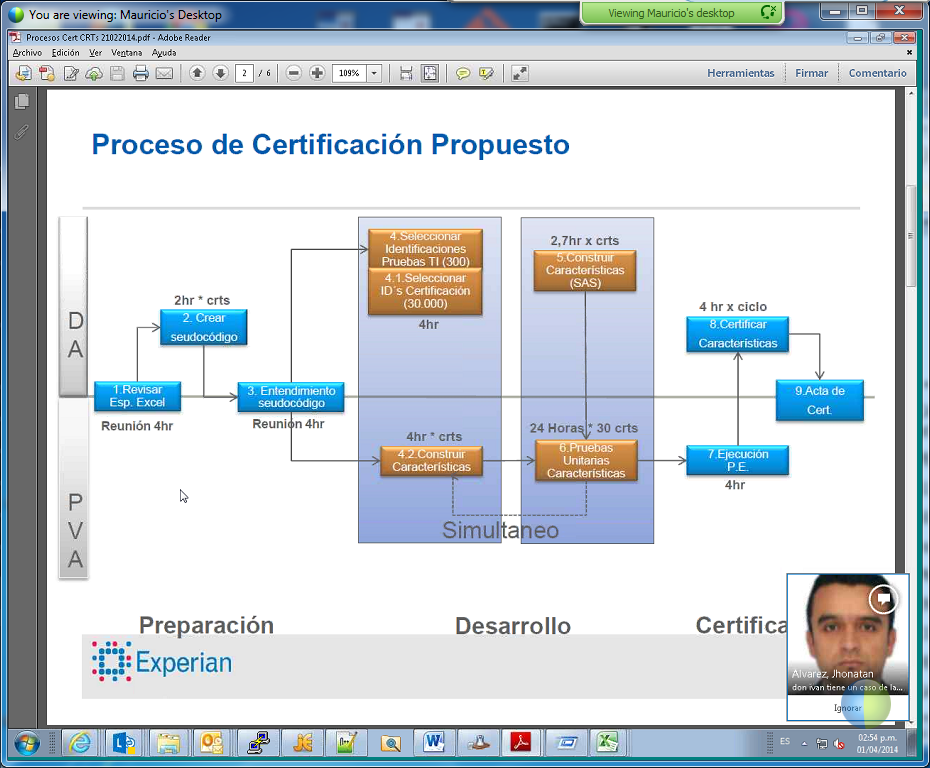 You are viewing: Mauricio's Desktop
Viewing Mauricio's desktop
Procesos Cert CRTs 21022014.pdf - Adobe Reader
Archivo Edición Ver Ventana Ayuda
2 / 6
109%
Herramientas
Firmar
Comentario
Proceso de Certificación Propuesto
D
A
P
V
A
2hr * crts
2. Crear
seudocódigo
1.Revisar
Esp. Excel
Reunión 4hr
3. Entendimiento
seudocódigo
Reunión 4hr
4.Seleccionar
Identificaciones
Pruebas TI (300)
4.1.Seleccionar
ID´s Certificación
(30.000)
4hr
4hr * crts
4.2.Construir
Características
2,7hr x crts
5.Construir
Características
(SAS)
24 Horas * 30 crts
6.Pruebas
Unitarias
Características
Simultaneo
4 hr x ciclo
8.Certificar
Características
9.Acta de
Cert.
7.Ejecución
P.E.
4hr
Preparación
Desarrollo
Certifica
Experian
Alvarez, Jhonatan
don ivan tiene un caso de la...
Ignorar
ES
02:54 p.m.
01/04/2014